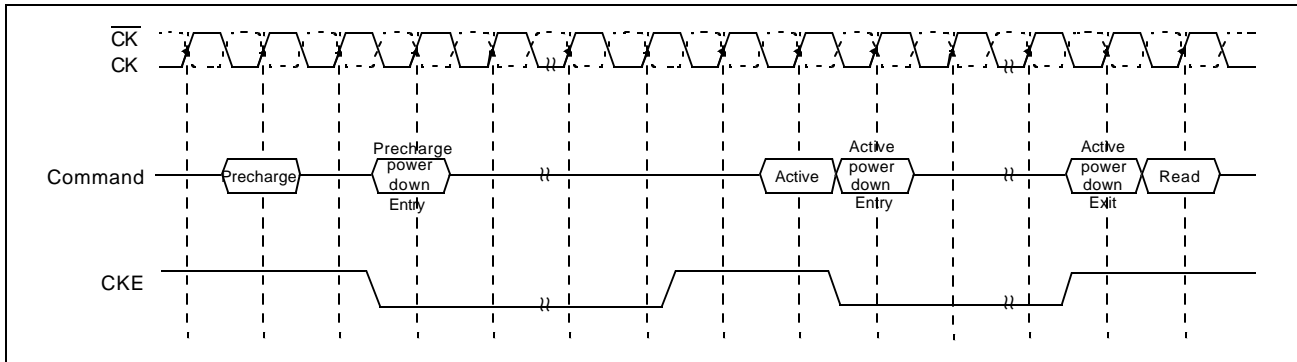 CK
CK
Command
Precharge
Precharge
power
down
Entry
Active
Active
power
down
Entry
Active
power
down
Exit
Read
CKE